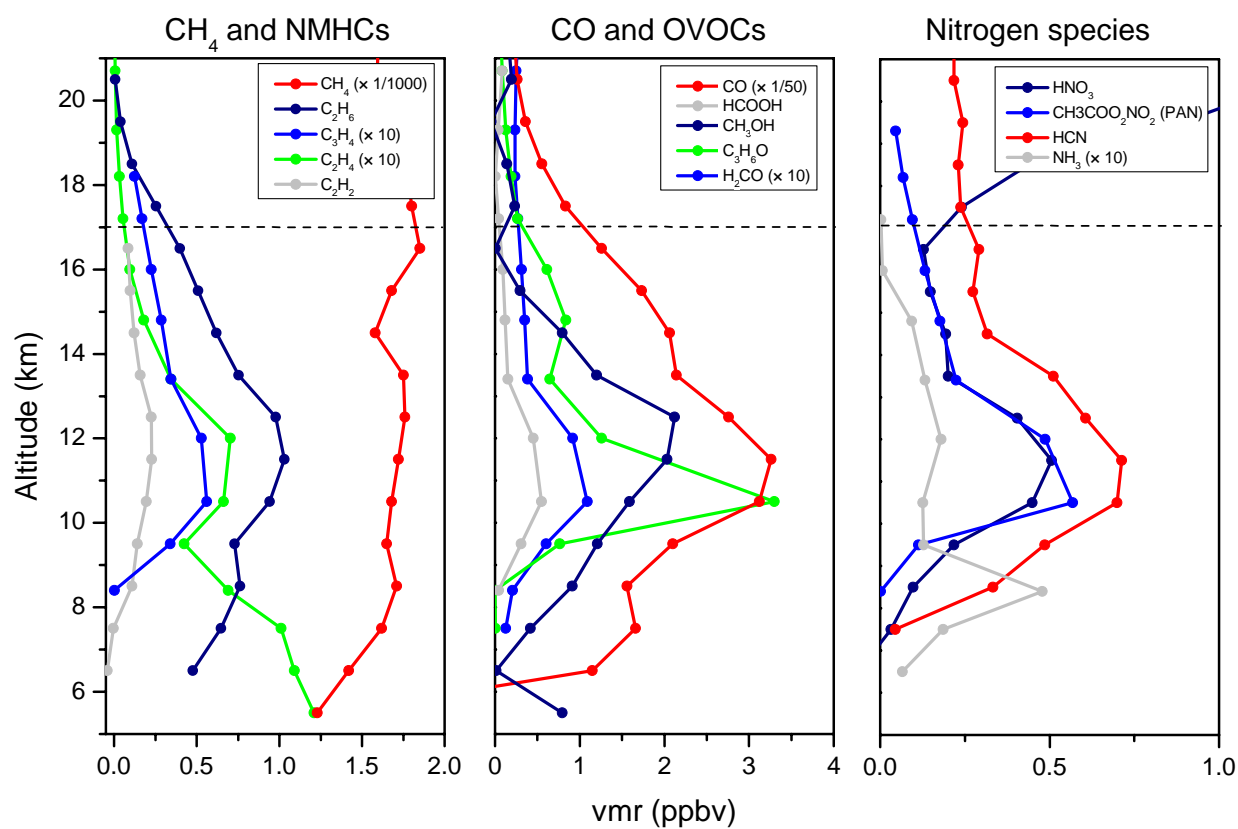 CH4 and NMHCs
CO and OVOCs
Nitrogen species
CH4 (× 1/1000)
C2H6
C3H4 (× 10)
C2H4 (× 10)
C2H2
CO (× 1/50)
HCOOH
CH3OH
C3H6O
H2CO (× 10)
HNO3
CH3COO2NO2 (PAN)
HCN
NH3 (× 10)
Altitude (km)
20
18
16
14
12
10
8
6
0.0 0.5 1.0 1.5 2.0
0 1 2 3 4
0.0 0.5 1.0
vmr (ppbv)